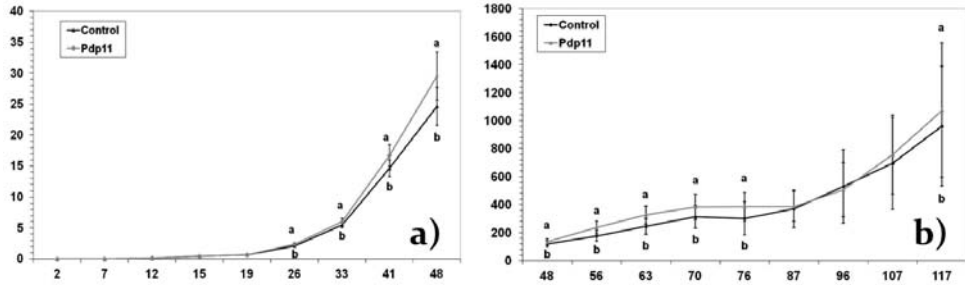 40
35
30
25
20
15
10
5
0
Control
Pdp11
a
a
a
a
b
b
b
b
a)
2 7 12 15 19 26 33 41 48
1800
1600
1400
1200
1000
800
600
400
200
0
Control
Pdp11
a
a
a
a
a
a
b
b
b
b
b
b
b)
48 56 63 70 76 87 96 107 117